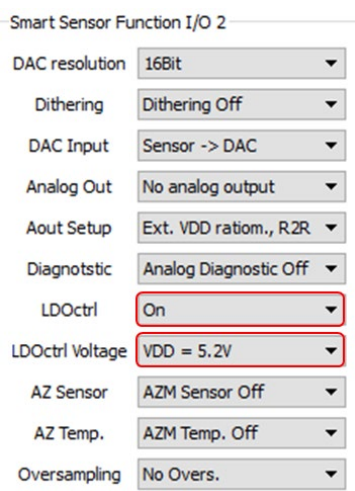 Smart Sensor Function I/O 2
DAC resolution 16Bit
Dithering Dithering Off
DAC Input Sensor -> DAC
Analog Out No analog output
Aout Setup Ext. VDD ratiom., R2R
Diagnotstic Analog Diagnostic Off
LDOctrl On
LDOctrl Voltage VDD = 5.2V
AZ Sensor AZM Sensor Off
AZ Temp. AZM Temp. Off
Oversampling No Overs.